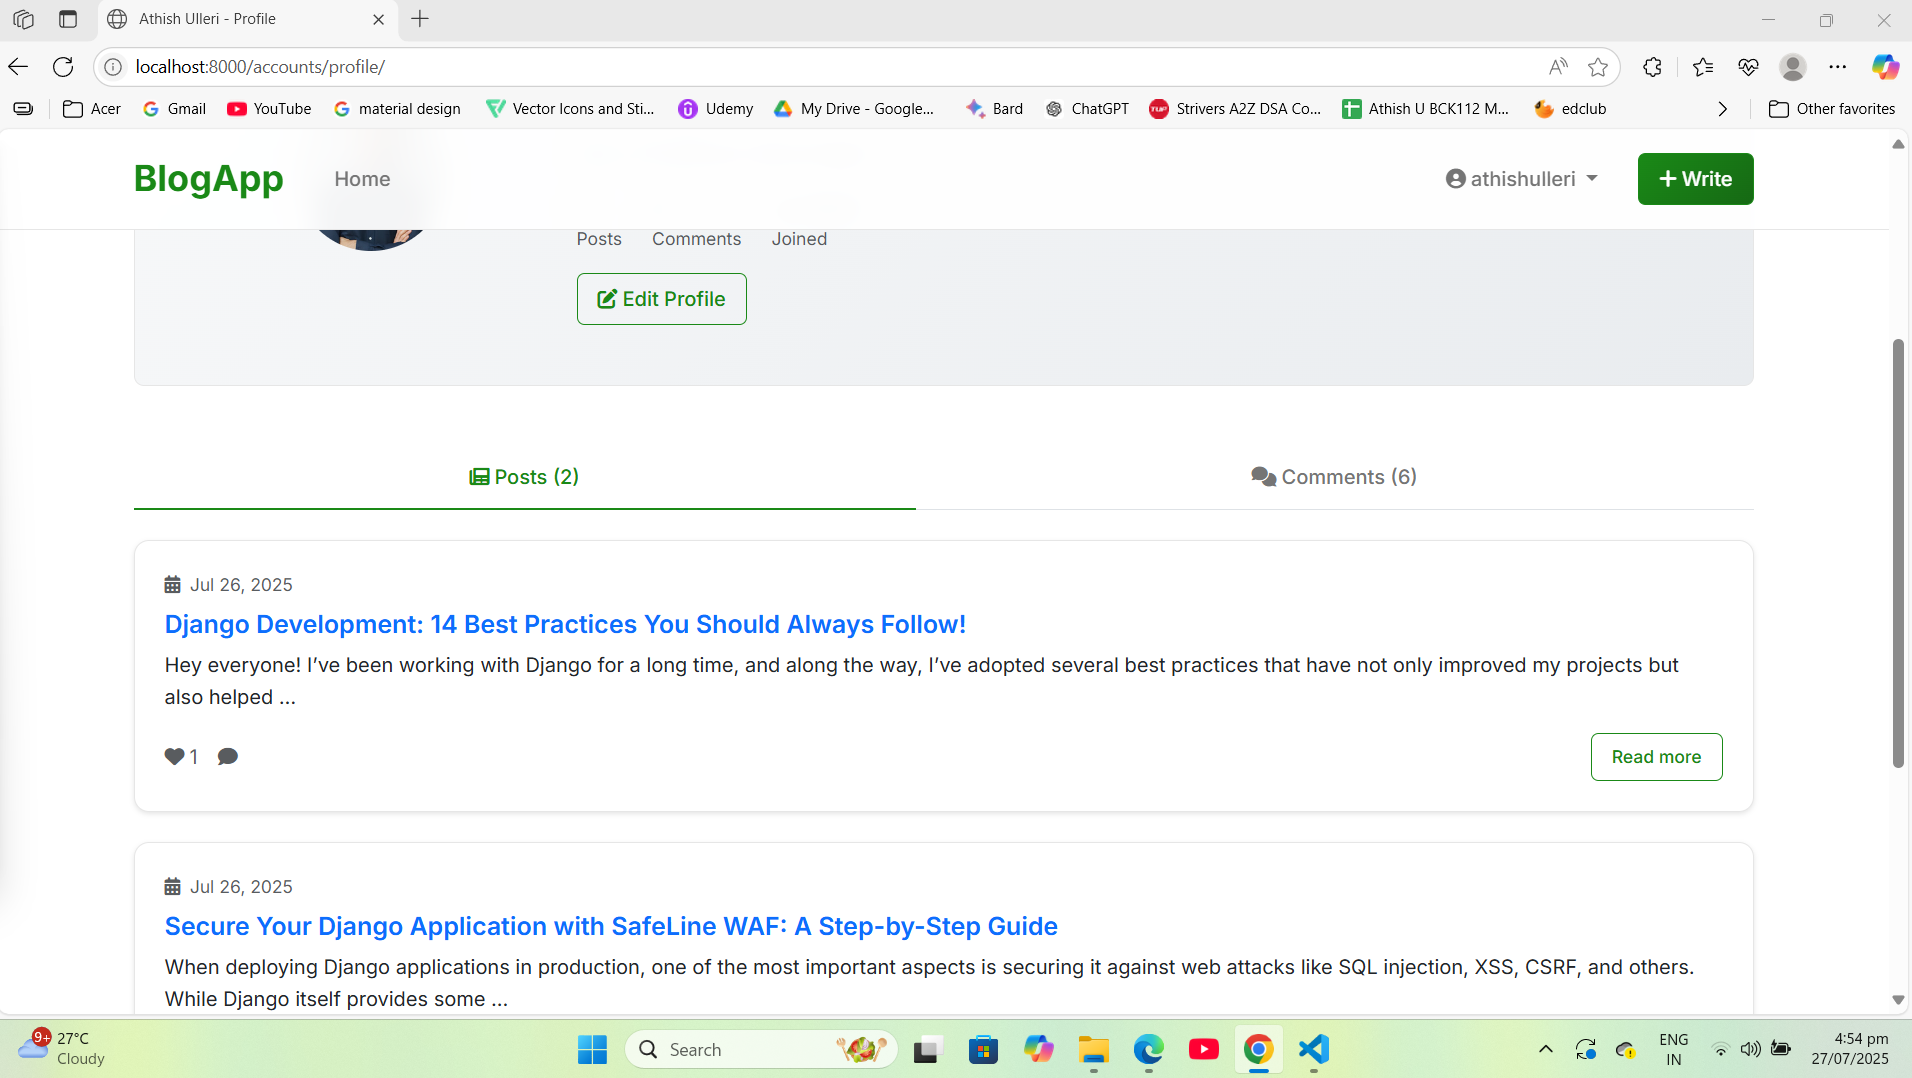 Athish Ulleri - Profile
localhost:8000/accounts/profile/
Acer Gmail YouTube material design Vector Icons and Sti... Udemy My Drive - Google... Bard ChatGPT Strivers A2Z DSA Co... Athish U BCK112 M... edclub Other favorites
BlogApp Home athishulleri + Write
Posts Comments Joined
Edit Profile
Posts (2) Comments (6)
Jul 26, 2025
Django Development: 14 Best Practices You Should Always Follow!
Hey everyone! I’ve been working with Django for a long time, and along the way, I’ve adopted several best practices that have not only improved my projects but
also helped ...
1
Read more
Jul 26, 2025
Secure Your Django Application with SafeLine WAF: A Step-by-Step Guide
When deploying Django applications in production, one of the most important aspects is securing it against web attacks like SQL injection, XSS, CSRF, and others.
While Django itself provides some ...
9+ 27°C
Cloudy
Search
ENG
IN
4:54 pm
27/07/2025